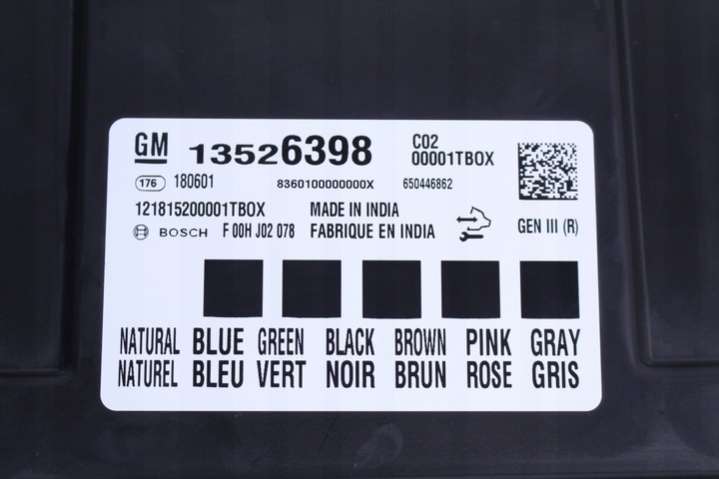 GM 13526398 C02
00001TBOX
176 180601 8360100000000X 650446862
121815200001TBOX MADE IN INDIA
BOSCH F 00H J02 078 FABRIQUE EN INDIA GEN III (R)
NATURAL BLUE GREEN BLACK BROWN PINK GRAY
NATUREL BLEU VERT NOIR BRUN ROSE GRIS